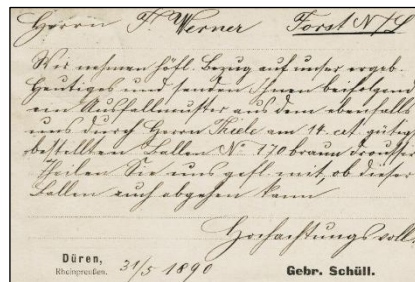 Herrn F. Werner Forst N/L
Wir nehmen höfl. Bezug auf unser ergeb.
Heutiges und senden Ihnen beifolgend
ein Ausfallmuster aus dem ebenfalls
uns durch Herrn Thiele am 14. cet. gütigst
bestellten Ballen No. 170 braun
Theilen Sie uns gefl. mit, ob dieser
Ballen auch abgehen kann
Hochachtungsvoll
Düren,
Rheinpreußen. 31/5 1890
Gebr. Schüll.